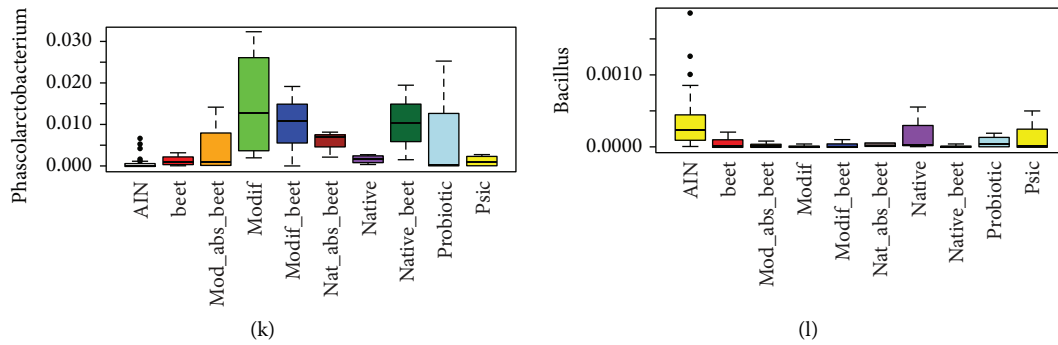 Phascolarctobacterium
0.030
0.020
0.010
0.000
AIN
beet
Mod_abs_beet
Modif
Modif_beet
Nat_abs_beet
Native
Native_beet
Probiotic
Psic
(k)
Bacillus
0.0010
0.0000
AIN
beet
Mod_abs_beet
Modif
Modif_beet
Nat_abs_beet
Native
Native_beet
Probiotic
Psic
(l)